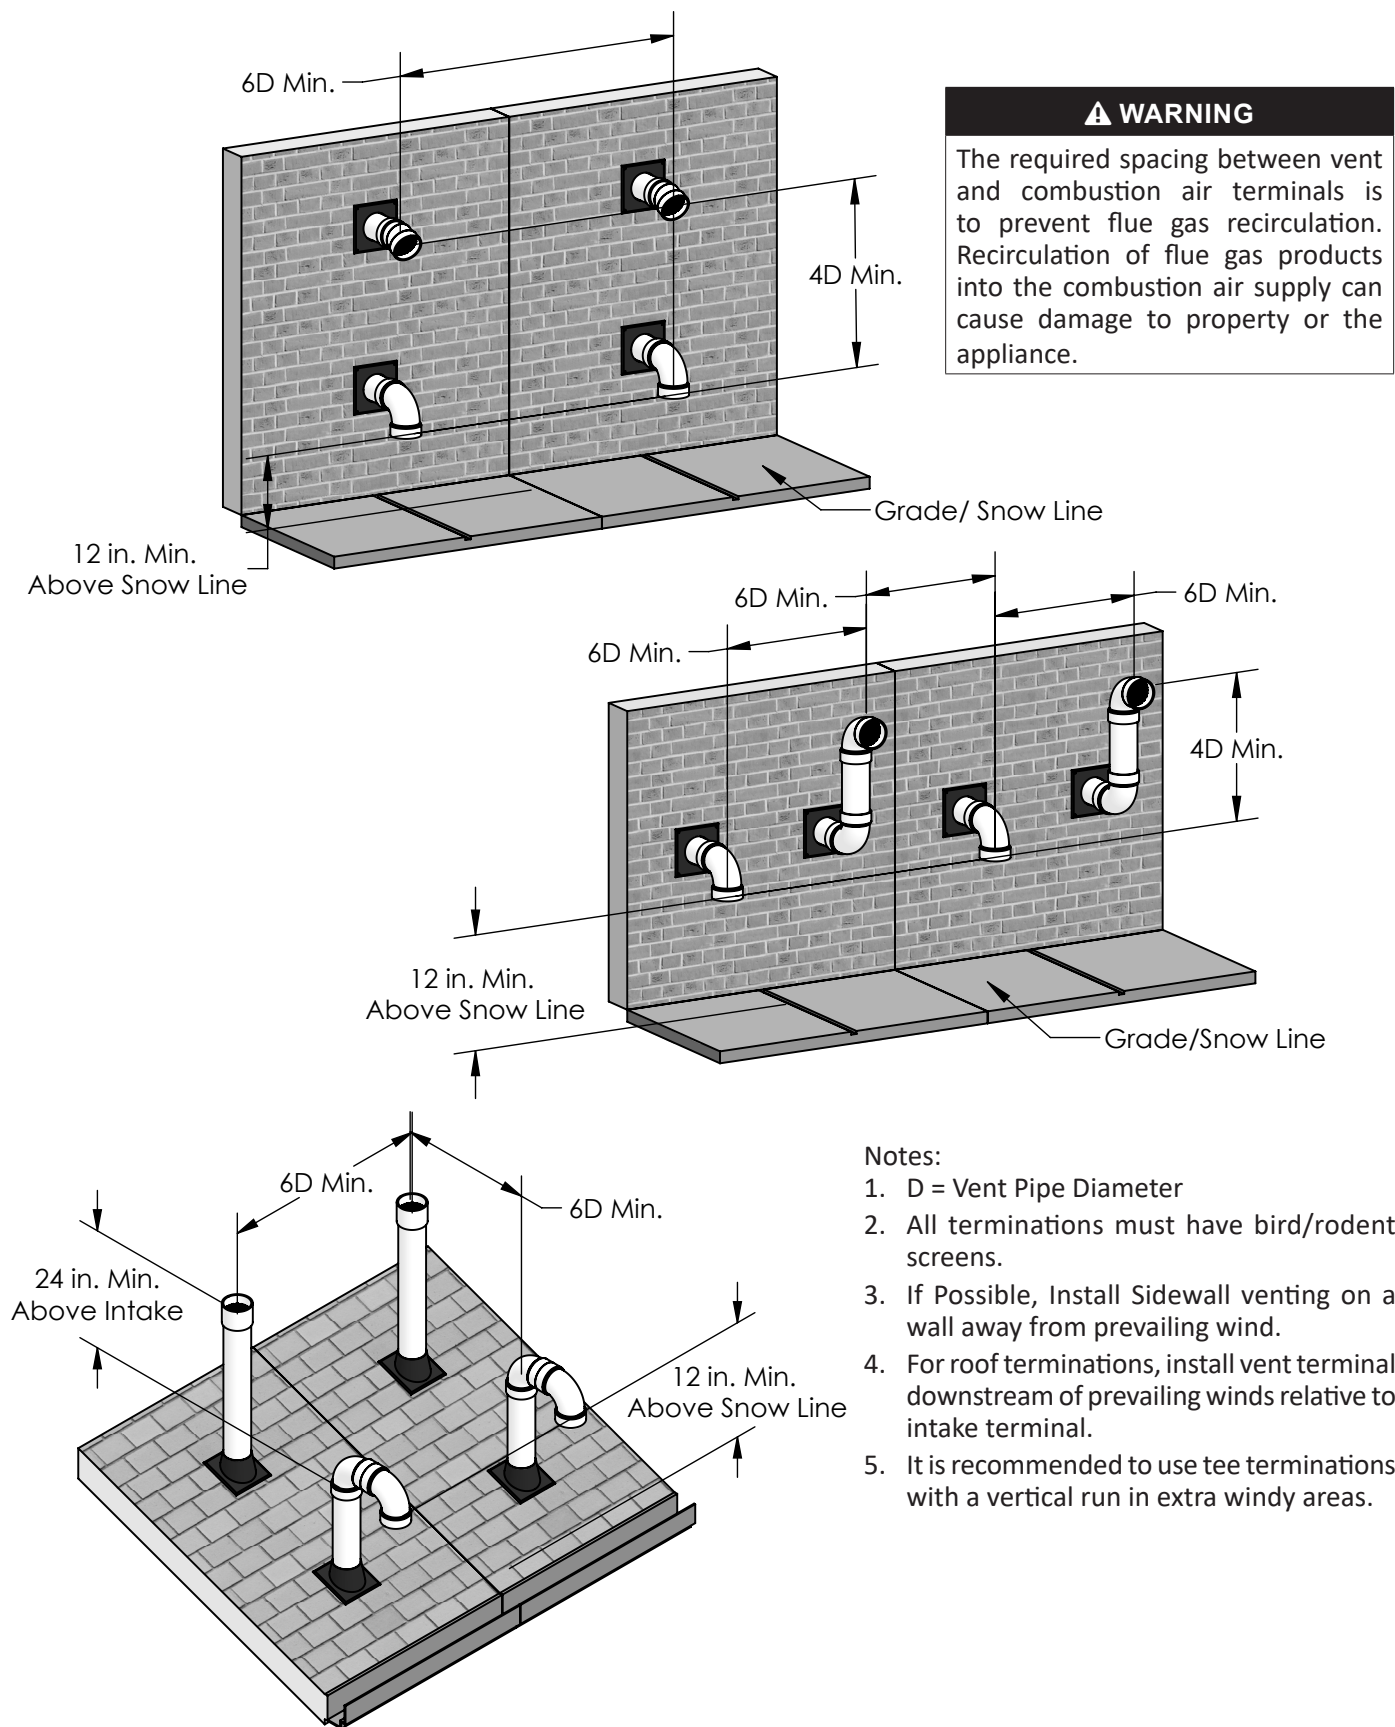 6D Min.
⚠ WARNING
The required spacing between vent
and combustion air terminals is
to prevent flue gas recirculation.
Recirculation of flue gas products
into the combustion air supply can
cause damage to property or the
appliance.
4D Min.
Grade/ Snow Line
12 in. Min.
Above Snow Line
6D Min.
6D Min.
6D Min.
4D Min.
12 in. Min.
Above Snow Line
Grade/Snow Line
6D Min.
6D Min.
24 in. Min.
Above Intake
12 in. Min.
Above Snow Line
Notes:
1. D = Vent Pipe Diameter
2. All terminations must have bird/rodent
screens.
3. If Possible, Install Sidewall venting on a
wall away from prevailing wind.
4. For roof terminations, install vent terminal
downstream of prevailing winds relative to
intake terminal.
5. It is recommended to use tee terminations
with a vertical run in extra windy areas.